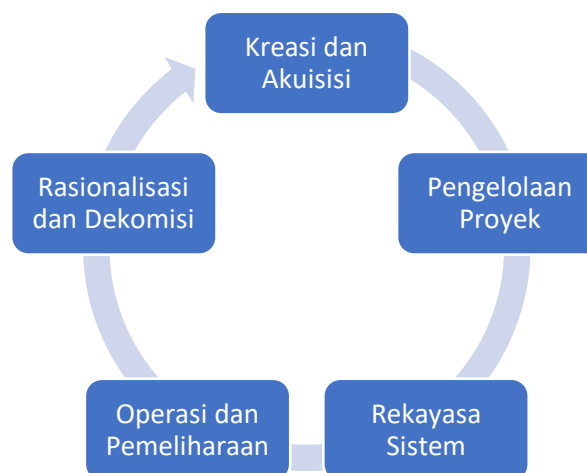 Kreasi dan
Akuisisi
Pengelolaan
Proyek
Rekayasa
Sistem
Operasi dan
Pemeliharaan
Rasionalisasi
dan Dekomisi